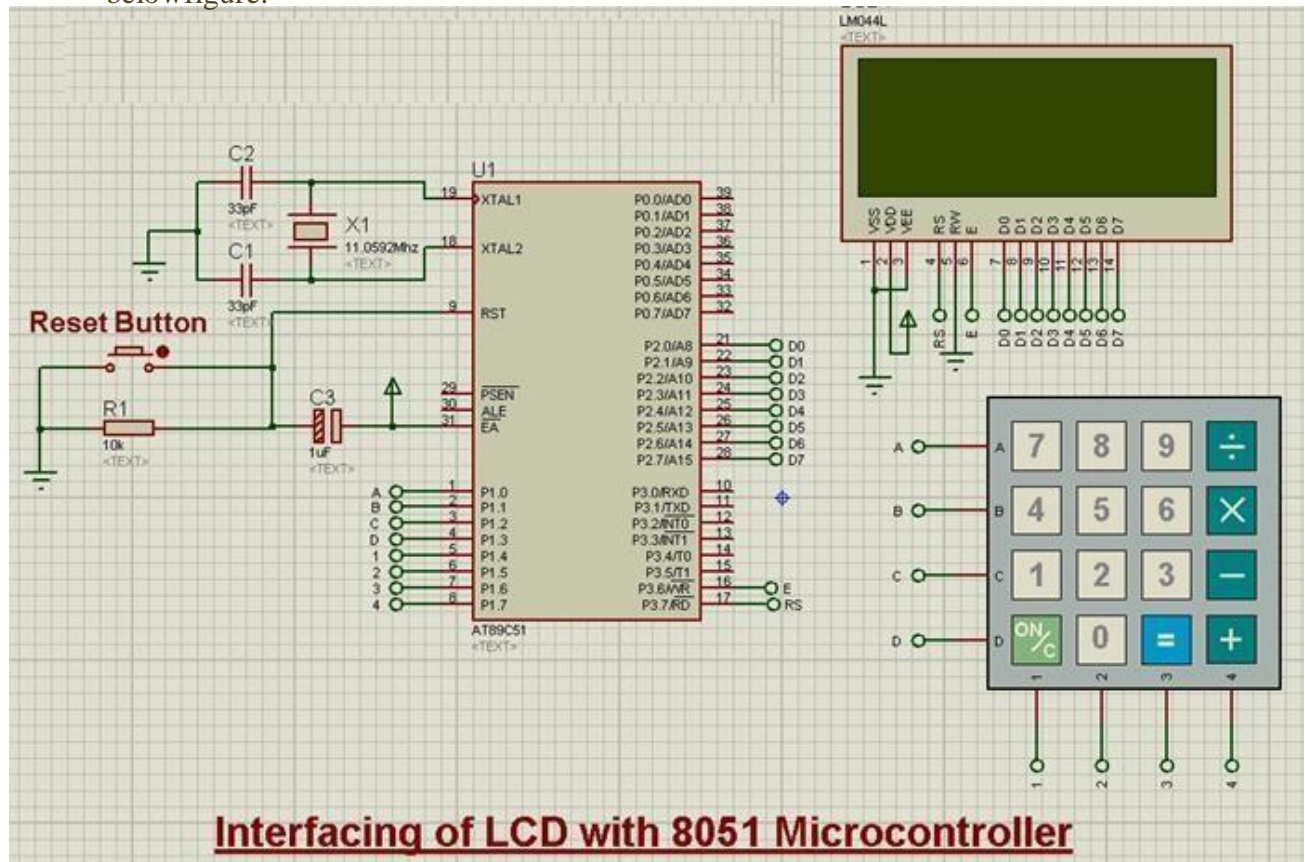 belowfigure.
LM044L
<TEXT>
C2
33pF
<TEXT>
X1
11.0592Mhz
<TEXT>
C1
33pF
<TEXT>
Reset Button
R1
10k
<TEXT>
C3
1uF
<TEXT>
U1
19 XTAL1
18 XTAL2
9 RST
29 PSEN
30 ALE
31 EA
A 1 P1.0
B 2 P1.1
C 3 P1.2
D 4 P1.3
1 5 P1.4
2 6 P1.5
3 7 P1.6
4 8 P1.7
P0.0/AD0 39
P0.1/AD1 38
P0.2/AD2 37
P0.3/AD3 36
P0.4/AD4 35
P0.5/AD5 34
P0.6/AD6 33
P0.7/AD7 32
P2.0/A8 21 D0
P2.1/A9 22 D1
P2.2/A10 23 D2
P2.3/A11 24 D3
P2.4/A12 25 D4
P2.5/A13 26 D5
P2.6/A14 27 D6
P2.7/A15 28 D7
P3.0/RXD 10
P3.1/TXD 11
P3.2/INT0 12
P3.3/INT1 13
P3.4/T0 14
P3.5/T1 15
P3.6/WR 16 E
P3.7/RD 17 RS
AT89C51
<TEXT>
VSS VDD VEE RS RW E D0 D1 D2 D3 D4 D5 D6 D7
1 2 3 4 5 6 7 8 9 10 11 12 13 14
RS E D0 D1 D2 D3 D4 D5 D6 D7
A A 7 8 9 ÷
B B 4 5 6 ×
C C 1 2 3 −
D D ON/C 0 = +
1 2 3 4
1 2 3 4
Interfacing of LCD with 8051 Microcontroller